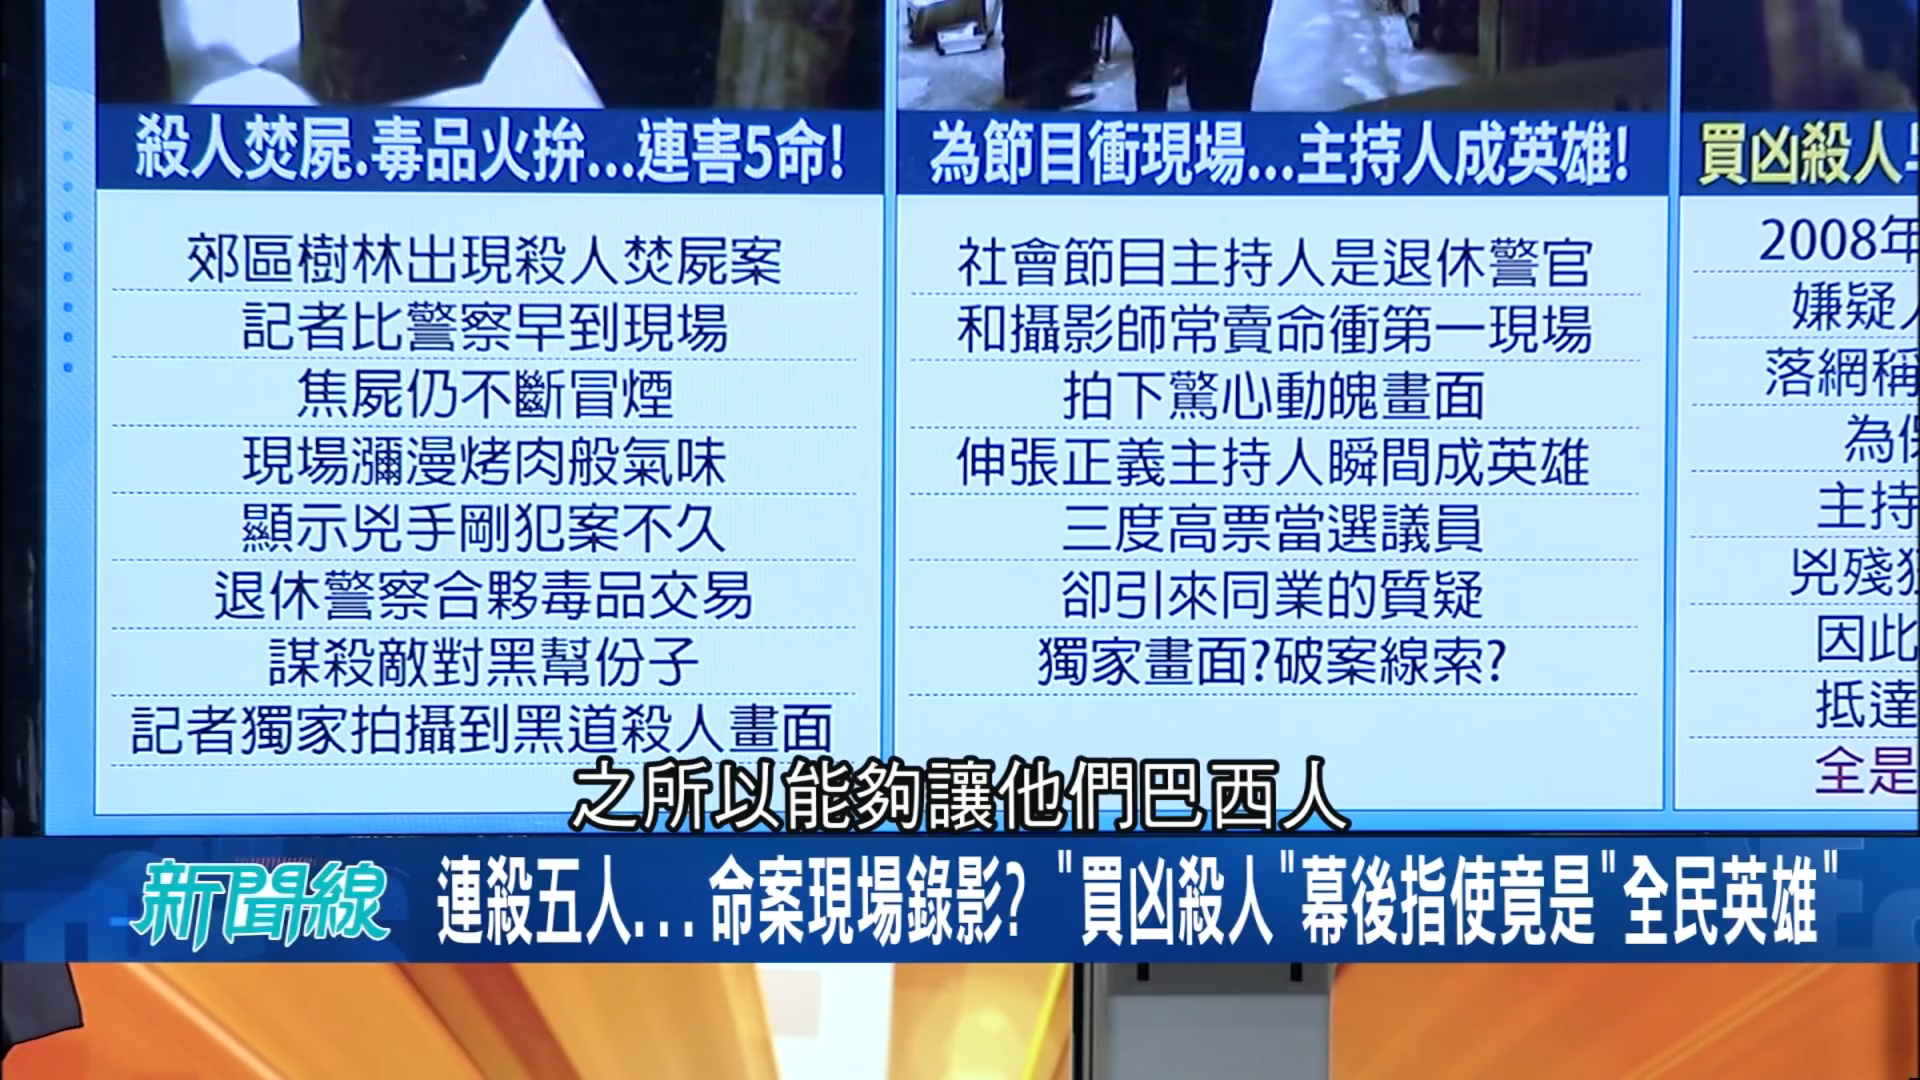 殺人焚屍.毒品火拚...連害5命!
郊區樹林出現殺人焚屍案
記者比警察早到現場
焦屍仍不斷冒煙
現場瀰漫烤肉般氣味
顯示兇手剛犯案不久
退休警察合夥毒品交易
謀殺敵對黑幫份子
記者獨家拍攝到黑道殺人畫面
為節目衝現場...主持人成英雄!
社會節目主持人是退休警官
和攝影師常賣命衝第一現場
拍下驚心動魄畫面
伸張正義主持人瞬間成英雄
三度高票當選議員
卻引來同業的質疑
獨家畫面?破案線索?
買凶殺人
2008年
嫌疑
落網稱
為保
主持
兇殘
因此
抵達
全是
之所以能夠讓他們巴西人
新聞線
連殺五人...命案現場錄影? "買凶殺人"幕後指使竟是"全民英雄"